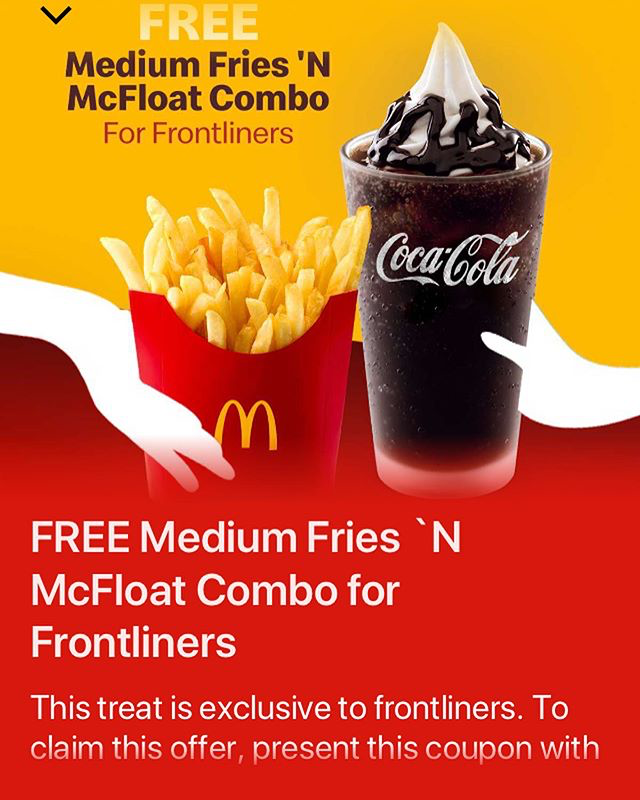 FREE
Medium Fries 'N
McFloat Combo
For Frontliners
Coca-Cola
M
FREE Medium Fries `N
McFloat Combo for
Frontliners
This treat is exclusive to frontliners. To
claim this offer, present this coupon with